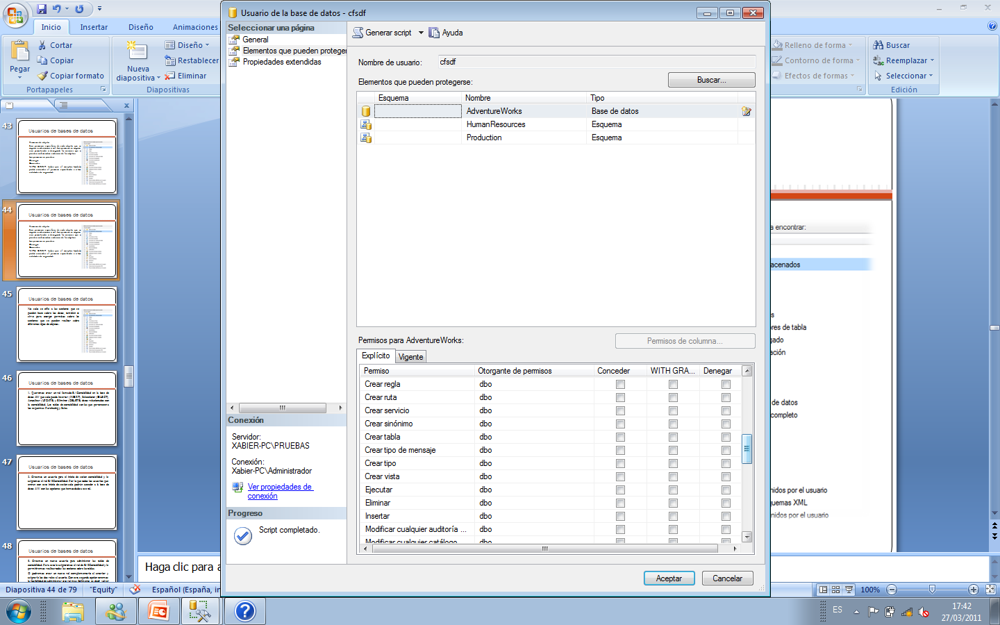 Usuario de la base de datos - cfsdf
Inicio
Insertar
Diseño
Animaciones
Pegar
Cortar
Copiar
Copiar formato
Portapapeles
Nueva
diapositiva
Diseño
Restablecer
Eliminar
Diapositivas
Relleno de forma
Contorno de forma
Efectos de formas
Buscar
Reemplazar
Seleccionar
Edición
Seleccionar una página
General
Elementos que pueden proteger
Propiedades extendidas
Generar script
Ayuda
Nombre de usuario:
cfsdf
Elementos que pueden protegerse:
Buscar...
Esquema Nombre Tipo
AdventureWorks Base de datos
HumanResources Esquema
Production Esquema
Permisos para AdventureWorks:
Permisos de columna...
Explícito
Vigente
Permiso Otorgante de permisos Conceder WITH GRA... Denegar
Crear regla dbo
Crear ruta dbo
Crear servicio dbo
Crear sinónimo dbo
Crear tabla dbo
Crear tipo de mensaje dbo
Crear tipo dbo
Crear vista dbo
Ejecutar dbo
Eliminar dbo
Insertar dbo
Modificar cualquier auditoría ... dbo
Modificar cualquier catálogo
Conexión
Servidor:
XABIER-PC\PRUEBAS
Conexión:
Xabier-PC\Administrador
Ver propiedades de
conexión
Progreso
Script completado.
Aceptar
Cancelar
43
Usuarios de bases de datos
44
Usuarios de bases de datos
45
Usuarios de bases de datos
46
Usuarios de bases de datos
47
Usuarios de bases de datos
48
Usuarios de bases de datos
a encontrar:
acenados
s
res de tabla
gado
ación
de datos
completo
nidos por el usuario
uemas XML
nidos por el usuario
Haga clic para a
Diapositiva 44 de 79
"Equity"
Español (España, in
100%
ES
17:42
27/03/2011